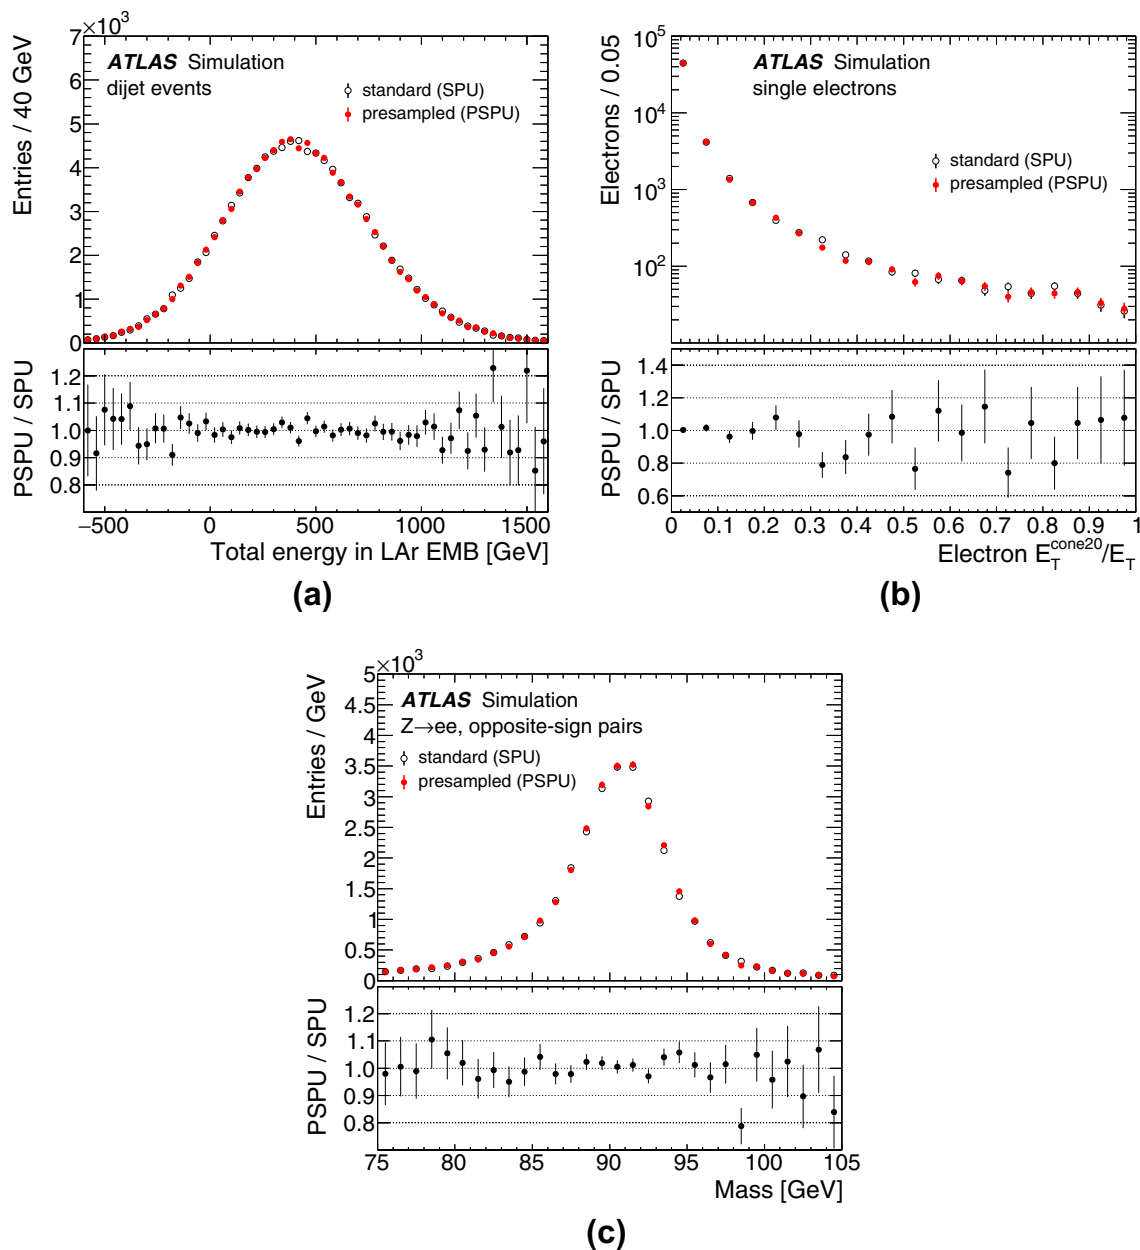 ×10³
7
6
5
4
3
2
1
0
Entries / 40 GeV
ATLAS Simulation
dijet events
standard (SPU)
presampled (PSPU)
1.2
1.1
1.0
0.9
0.8
PSPU / SPU
−500 0 500 1000 1500
Total energy in LAr EMB [GeV]
(a)
10⁵
10⁴
10³
10²
Electrons / 0.05
ATLAS Simulation
single electrons
standard (SPU)
presampled (PSPU)
1.4
1.2
1.0
0.8
0.6
PSPU / SPU
0 0.1 0.2 0.3 0.4 0.5 0.6 0.7 0.8 0.9 1
Electron E_T^cone20/E_T
(b)
×10³
5
4.5
4
3.5
3
2.5
2
1.5
1
0.5
0
Entries / GeV
ATLAS Simulation
Z→ee, opposite-sign pairs
standard (SPU)
presampled (PSPU)
1.2
1.1
1.0
0.9
0.8
PSPU / SPU
75 80 85 90 95 100 105
Mass [GeV]
(c)